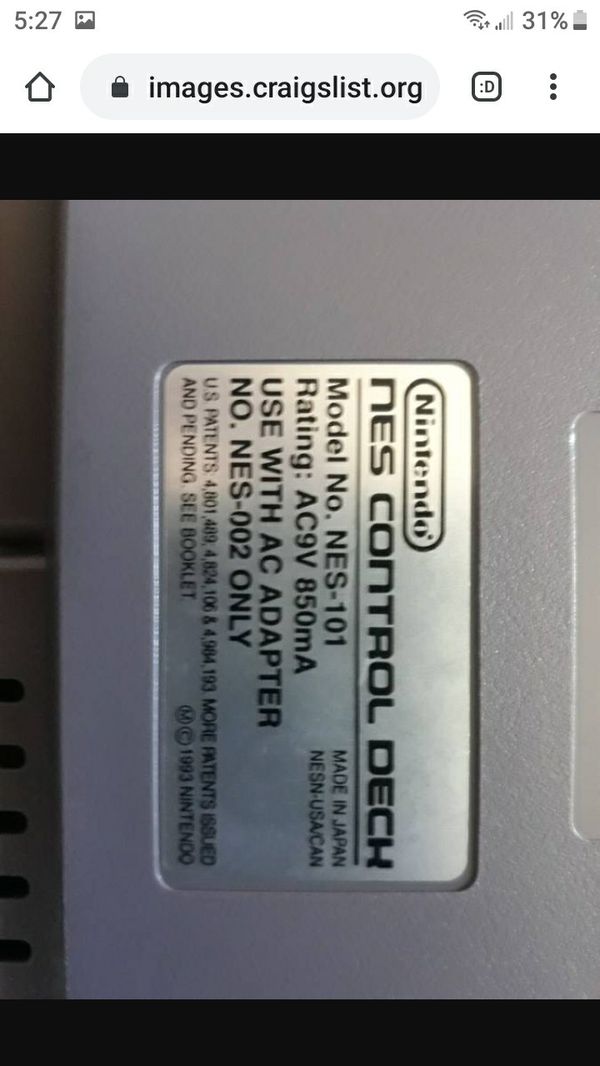 5:27
31%
images.craigslist.org
:D
Nintendo®
NES CONTROL DECK
Model No. NES-101 MADE IN JAPAN
Rating: AC9V 850mA NESN-USA/CAN
USE WITH AC ADAPTER
NO. NES-002 ONLY
U.S. PATENTS 4,801,489, 4,824,106 & 4,984,193 MORE PATENTS ISSUED
AND PENDING. SEE BOOKLET. Ⓜ©1993 NINTENDO